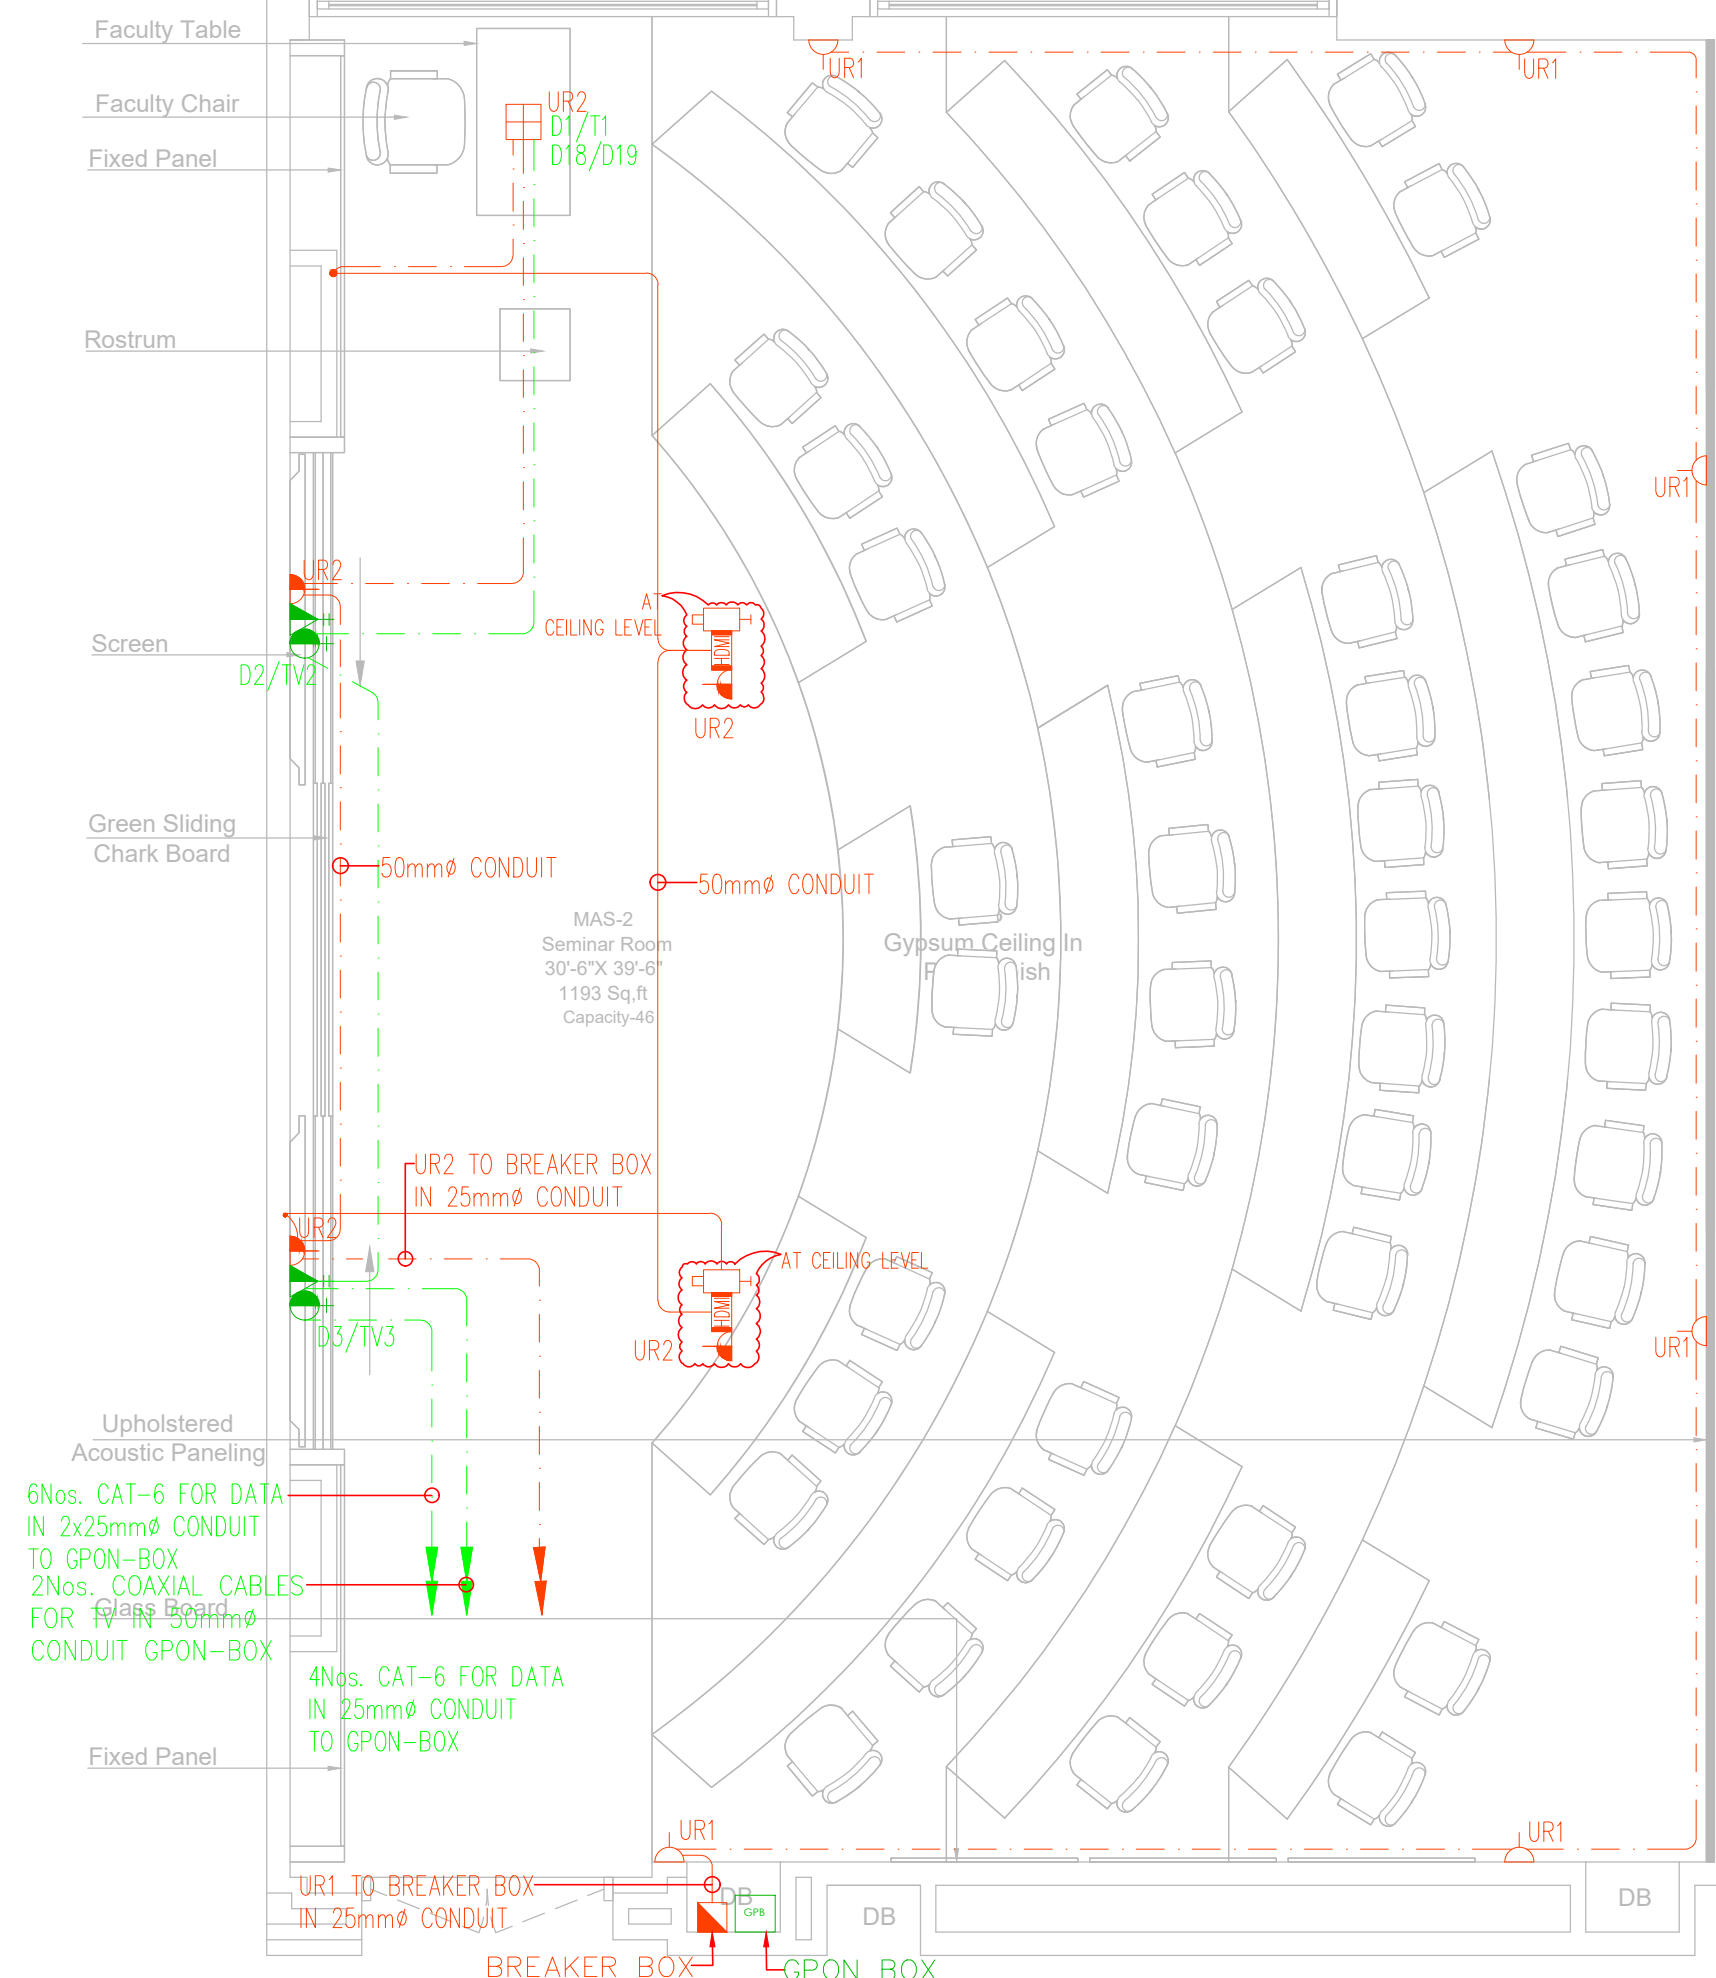 Faculty Table
UR1
UR1
Faculty Chair
UR2
D1/T1
D18/D19
Fixed Panel
Rostrum
UR1
UR2
AT
CEILING LEVEL
HDMI
Screen
D2/TV2
UR2
Green Sliding
Chark Board
50mmø CONDUIT
50mmø CONDUIT
MAS-2
Seminar Room
30'-6"X 39'-6"
1193 Sq,ft
Capacity-46
Gypsum Ceiling In
UR2 TO BREAKER BOX
IN 25mmø CONDUIT
UR2
AT CEILING LEVEL
HDMI
D3/TV3
UR2
UR1
Upholstered
Acoustic Paneling
6Nos. CAT-6 FOR DATA
IN 2x25mmø CONDUIT
TO GPON-BOX
2Nos. COAXIAL CABLES
FOR TV IN 50mmø
CONDUIT GPON-BOX
Glass Board
4Nos. CAT-6 FOR DATA
IN 25mmø CONDUIT
TO GPON-BOX
Fixed Panel
UR1
UR1
UR1 TO BREAKER BOX
IN 25mmø CONDUIT
DB
GPB
DB
DB
BREAKER BOX
GPON BOX